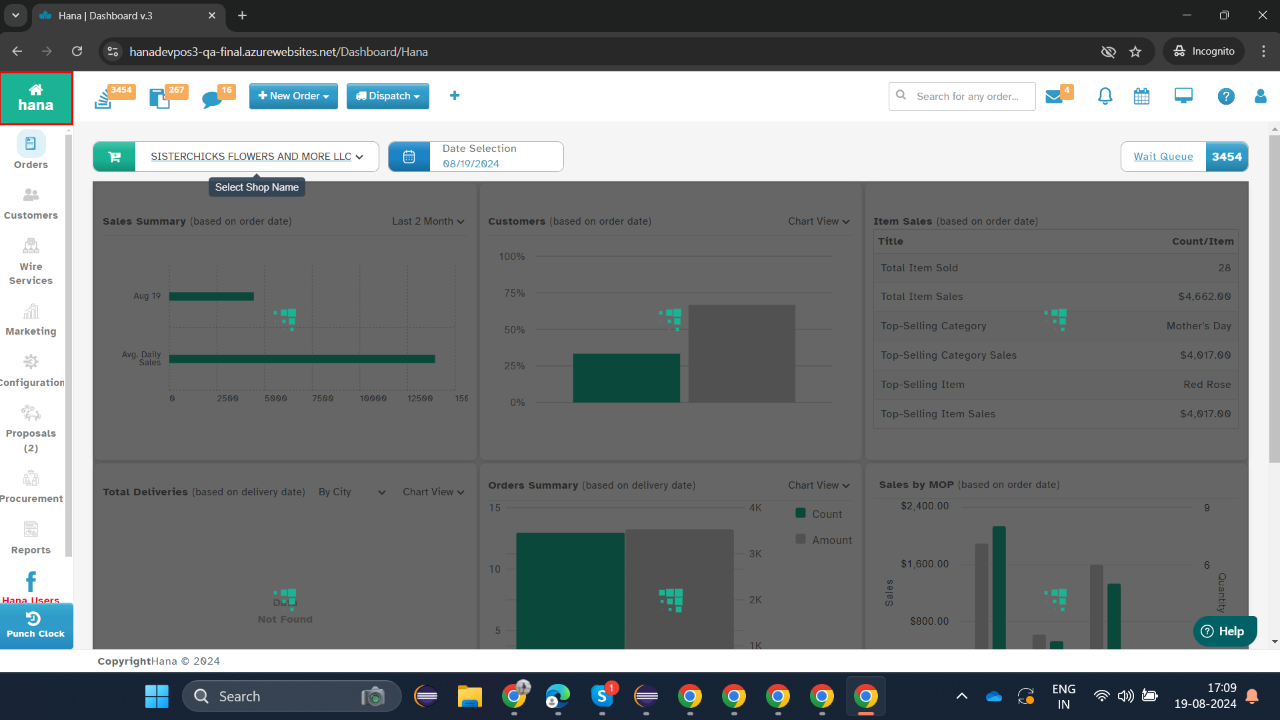 Hana | Dashboard v.3
hanadevpos3-qa-final.azurewebsites.net/Dashboard/Hana
Incognito
hana
3454
267
16
New Order
Dispatch
Search for any order...
4
SISTERCHICKS FLOWERS AND MORE LLC
Date Selection
08/19/2024
Wait Queue
3454
Select Shop Name
Orders
Customers
Wire
Services
Marketing
Configuration
Proposals
(2)
Procurement
Reports
Hana Users
Punch Clock
Sales Summary (based on order date)
Last 2 Month
Aug 19
Avg. Daily
Sales
0 2500 5000 7500 10000 12500
Customers (based on order date)
Chart View
100%
75%
50%
25%
0%
Item Sales (based on order date)
Title Count/Item
Total Item Sold 28
Total Item Sales $4,662.00
Top-Selling Category Mother's Day
Top-Selling Category Sales $4,017.00
Top-Selling Item Red Rose
Top-Selling Item Sales $4,017.00
Total Deliveries (based on delivery date)
By City
Chart View
Data
Not Found
Orders Summary (based on delivery date)
Chart View
15
10
5
4K
3K
2K
1K
Count
Amount
Sales by MOP (based on order date)
$2,400.00
$1,600.00
$800.00
Sales
9
6
Quantity
Help
CopyrightHana © 2024
Search
1
ENG
IN
17:09
19-08-2024